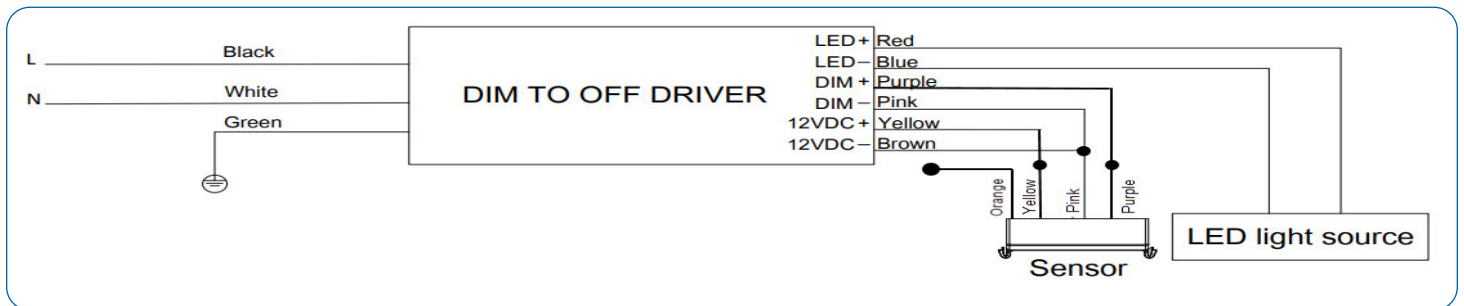 L
Black
N
White
Green
DIM TO OFF DRIVER
LED+ Red
LED− Blue
DIM + Purple
DIM − Pink
12VDC+ Yellow
12VDC− Brown
Orange
Yellow
Pink
Purple
Sensor
LED light source